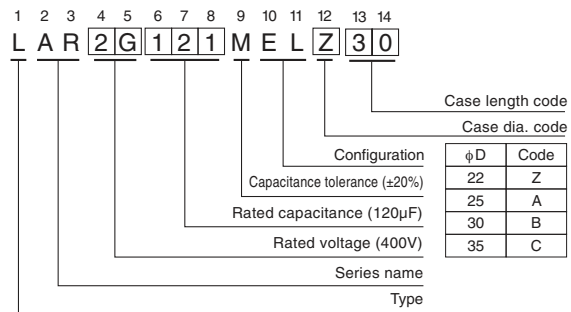 1 2 3 4 5 6 7 8 9 10 11 12 13 14
L A R 2 G 1 2 1 M E L Z 3 0
Case length code
Case dia. code
Configuration
Capacitance tolerance (±20%)
Rated capacitance (120µF)
Rated voltage (400V)
Series name
Type
ϕD Code
22 Z
25 A
30 B
35 C